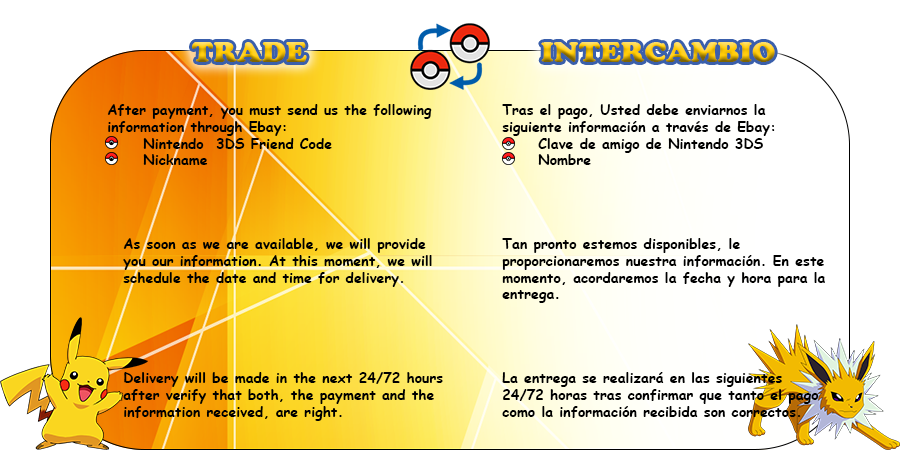 TRADE
After payment, you must send us the following
information through Ebay:
Nintendo 3DS Friend Code
Nickname
As soon as we are available, we will provide
you our information. At this moment, we will
schedule the date and time for delivery.
Delivery will be made in the next 24/72 hours
after verify that both, the payment and the
information received, are right.
INTERCAMBIO
Tras el pago, Usted debe enviarnos la
siguiente información a través de Ebay:
Clave de amigo de Nintendo 3DS
Nombre
Tan pronto estemos disponibles, le
proporcionaremos nuestra información. En este
momento, acordaremos la fecha y hora para la
entrega.
La entrega se realizará en las siguientes
24/72 horas tras confirmar que tanto el pago
como la información recibida son correctos.